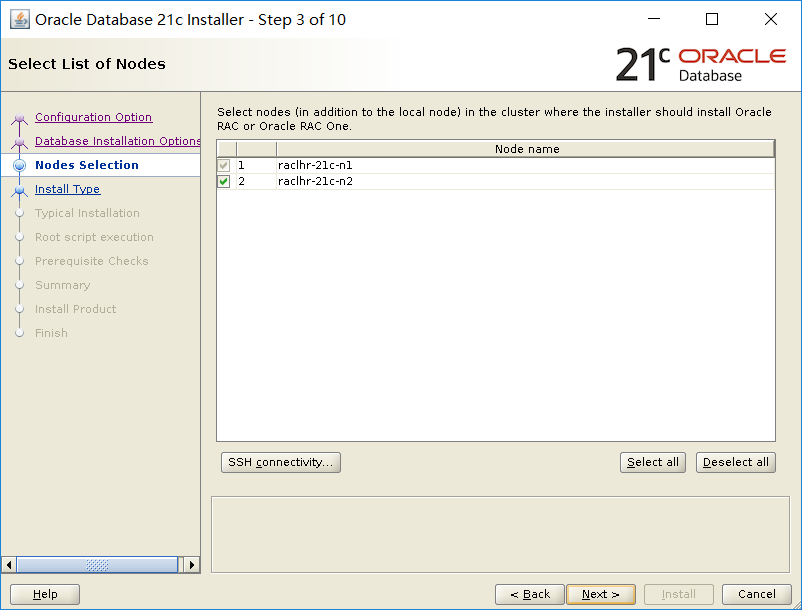 Oracle Database 21c Installer - Step 3 of 10
Select List of Nodes
21c ORACLE
Database
Configuration Option
Database Installation Options
Nodes Selection
Install Type
Typical Installation
Root script execution
Prerequisite Checks
Summary
Install Product
Finish
Select nodes (in addition to the local node) in the cluster where the installer should install Oracle
RAC or Oracle RAC One.
Node name
1 raclhr-21c-n1
2 raclhr-21c-n2
SSH connectivity...
Select all
Deselect all
Help
< Back
Next >
Install
Cancel